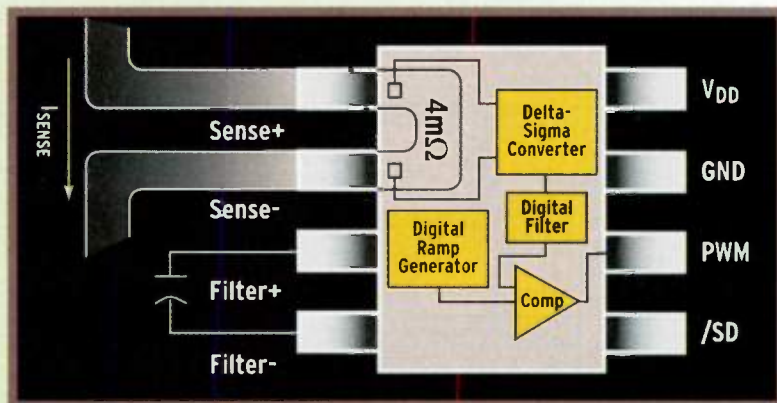 ISENSE
Sense+
Sense-
Filter+
Filter-
4mΩ
Delta-
Sigma
Converter
Digital
Filter
Digital
Ramp
Generator
Comp
VDD
GND
PWM
/SD